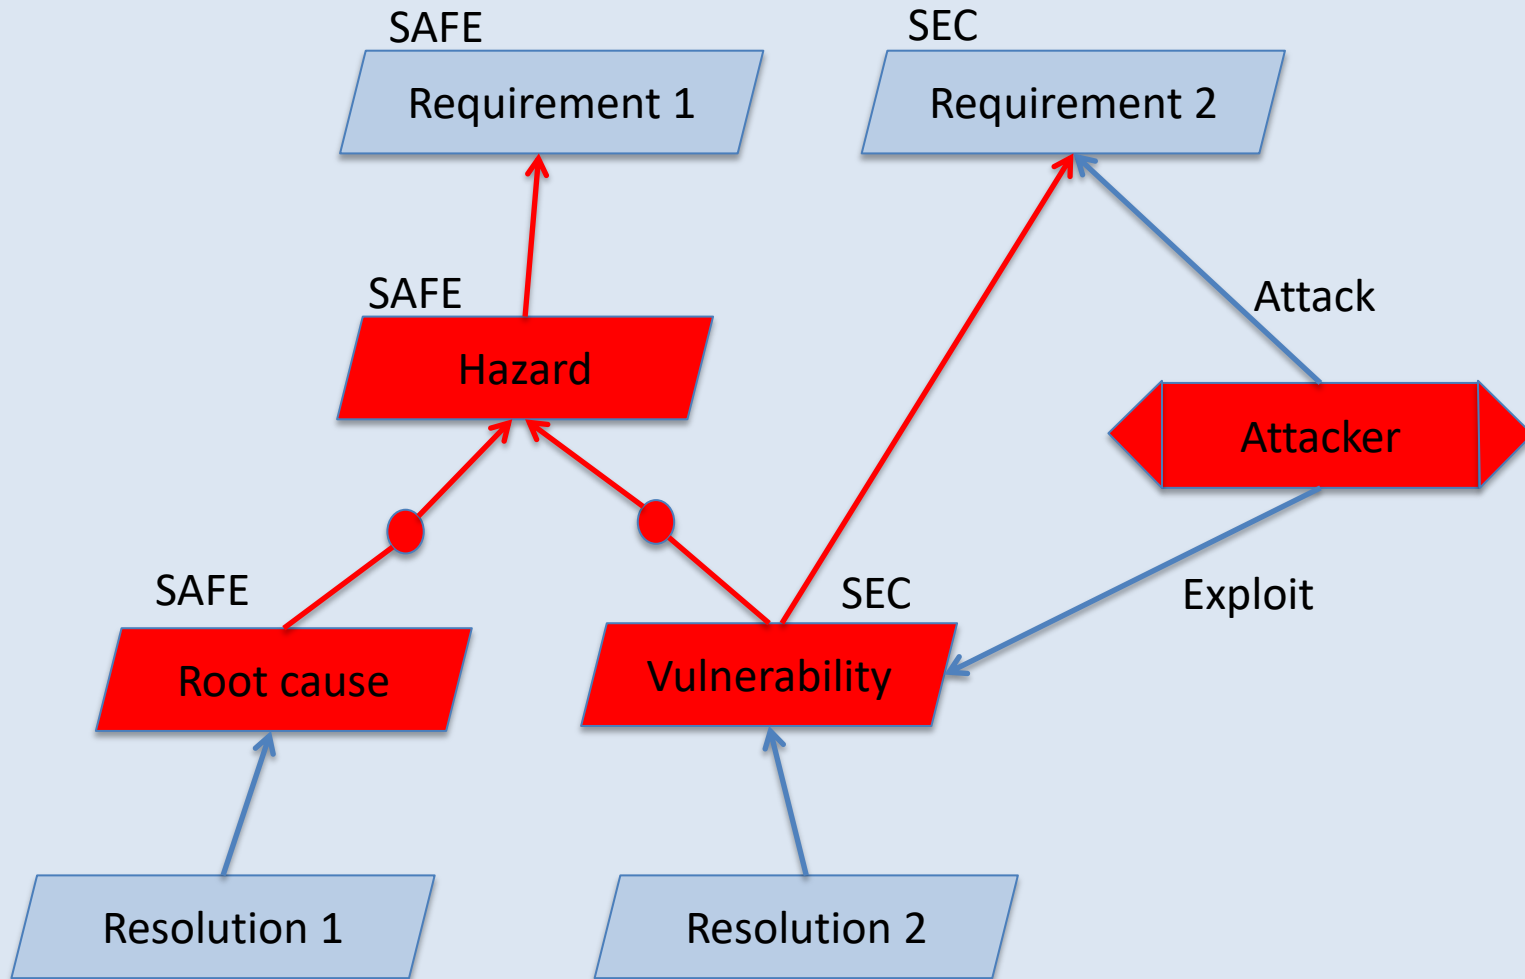 SAFE
SEC
Requirement 1
Requirement 2
SAFE
Attack
Hazard
Attacker
SAFE
SEC
Exploit
Root cause
Vulnerability
Resolution 1
Resolution 2